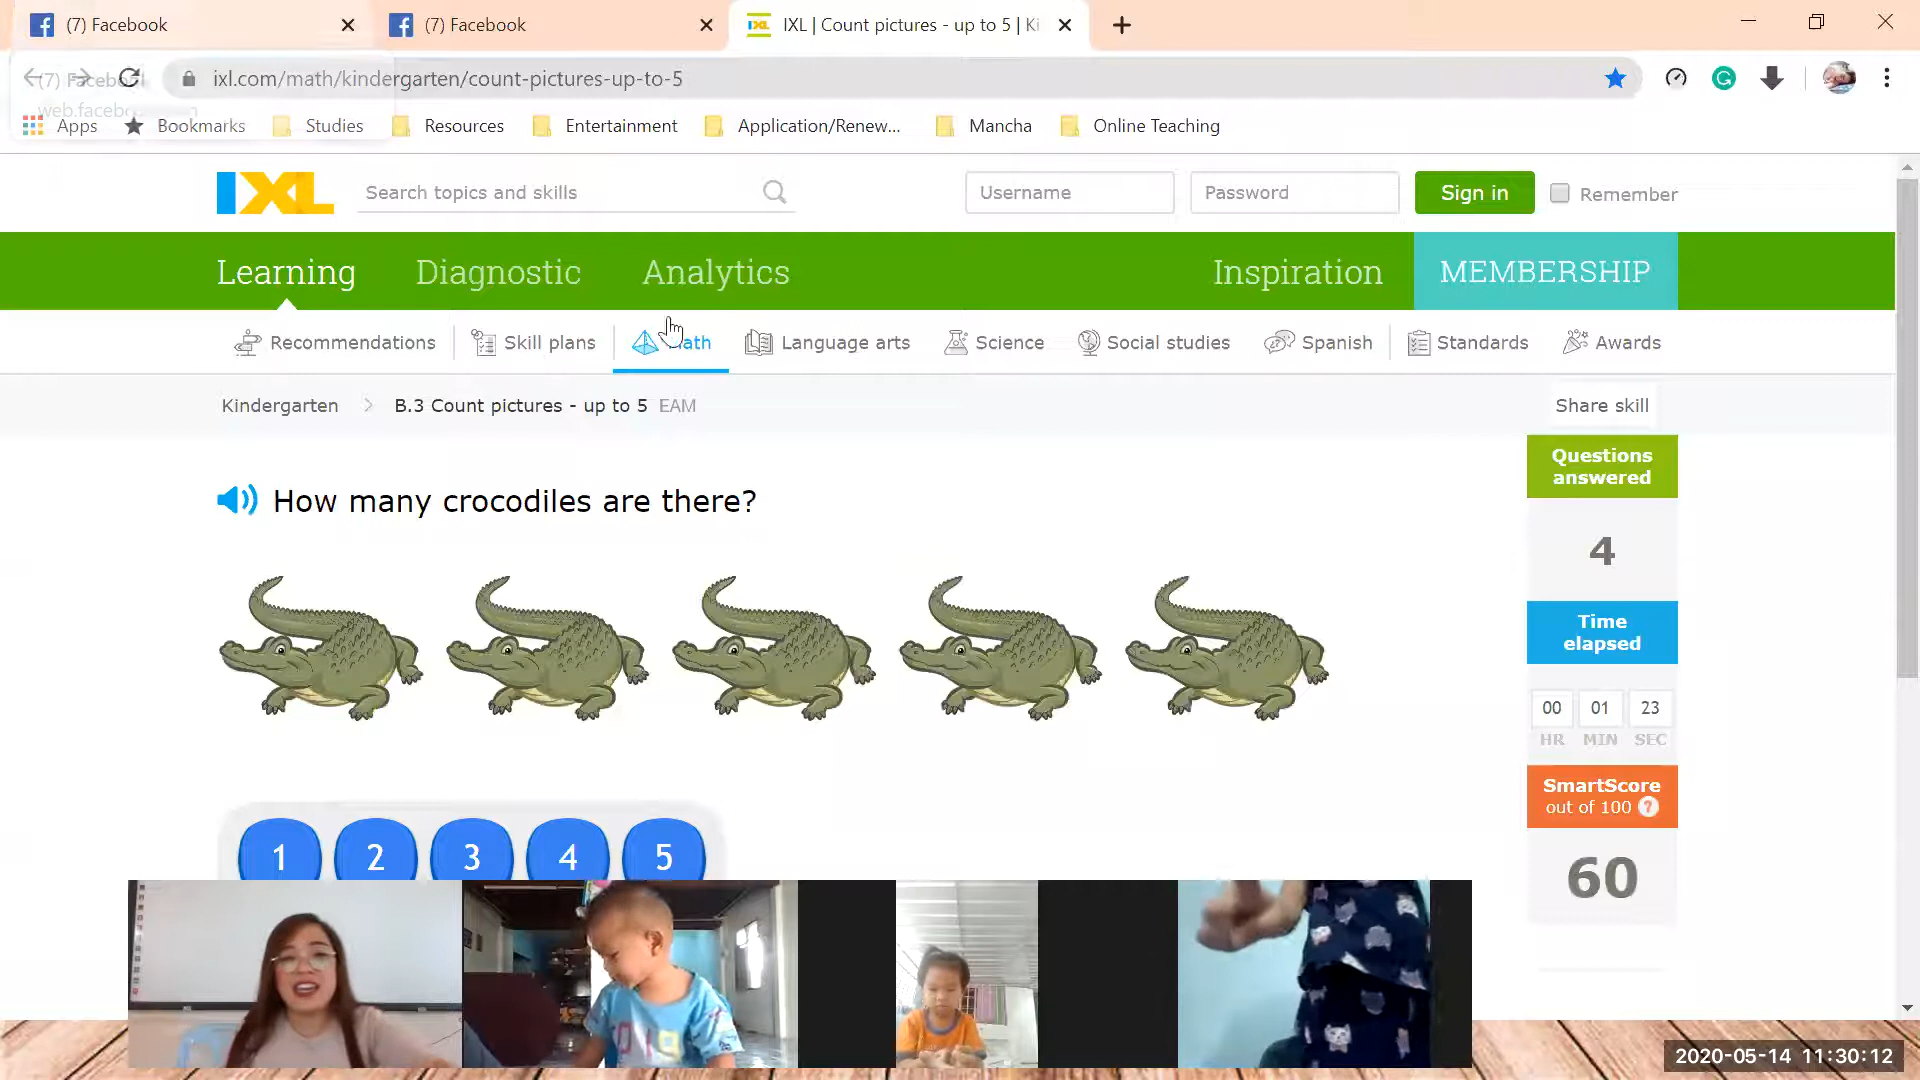 (7) Facebook
(7) Facebook
IXL | Count pictures - up to 5 | Ki
(7) Facebook
ixl.com/math/kindergarten/count-pictures-up-to-5
Apps
Bookmarks
Studies
Resources
Entertainment
Application/Renew...
Mancha
Online Teaching
IXL
Search topics and skills
Username
Password
Sign in
Remember
Learning
Diagnostic
Analytics
Inspiration
MEMBERSHIP
Recommendations
Skill plans
Math
Language arts
Science
Social studies
Spanish
Standards
Awards
Kindergarten
B.3 Count pictures - up to 5 EAM
Share skill
How many crocodiles are there?
Questions
answered
4
Time
elapsed
00 01 23
HR MIN SEC
SmartScore
out of 100 ?
60
1 2 3 4 5
2020-05-14 11:30:12